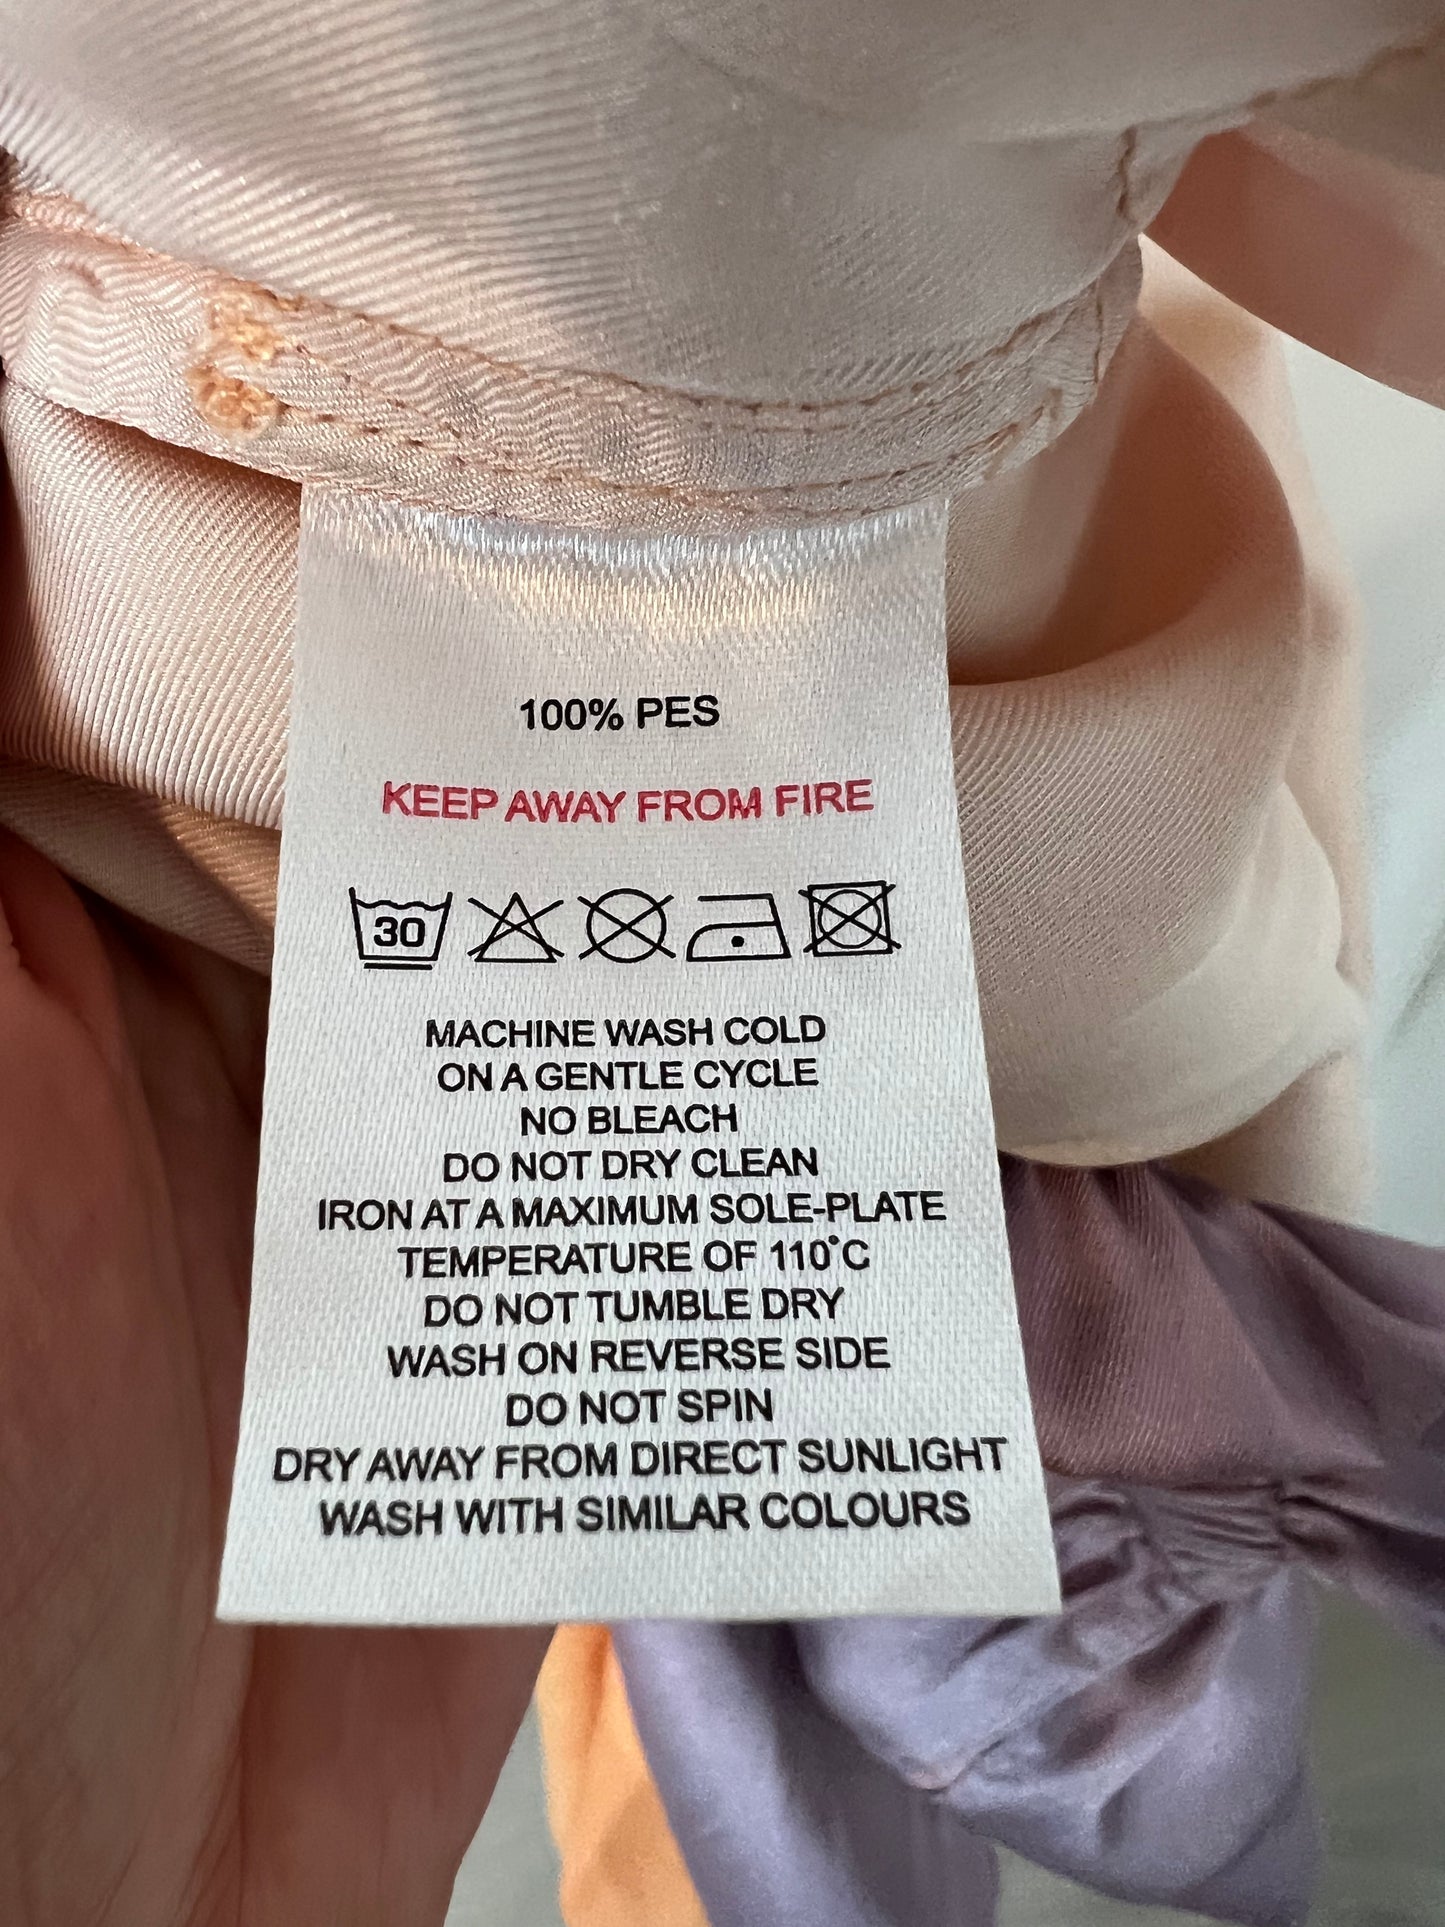 100% PES
KEEP AWAY FROM FIRE
30
MACHINE WASH COLD
ON A GENTLE CYCLE
NO BLEACH
DO NOT DRY CLEAN
IRON AT A MAXIMUM SOLE-PLATE
TEMPERATURE OF 110°C
DO NOT TUMBLE DRY
WASH ON REVERSE SIDE
DO NOT SPIN
DRY AWAY FROM DIRECT SUNLIGHT
WASH WITH SIMILAR COLOURS